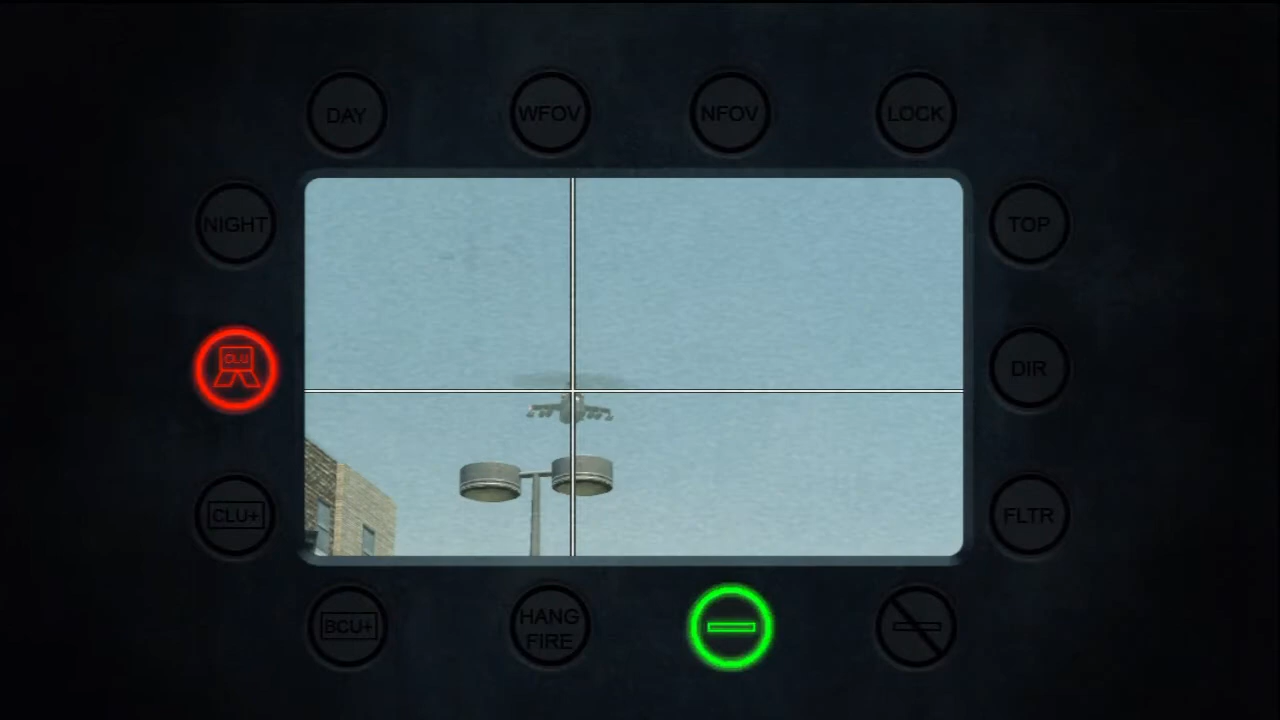 DAY
WFOV
NFOV
LOCK
NIGHT
TOP
CLU
DIR
CLU+
FLTR
BCU+
HANG
FIRE